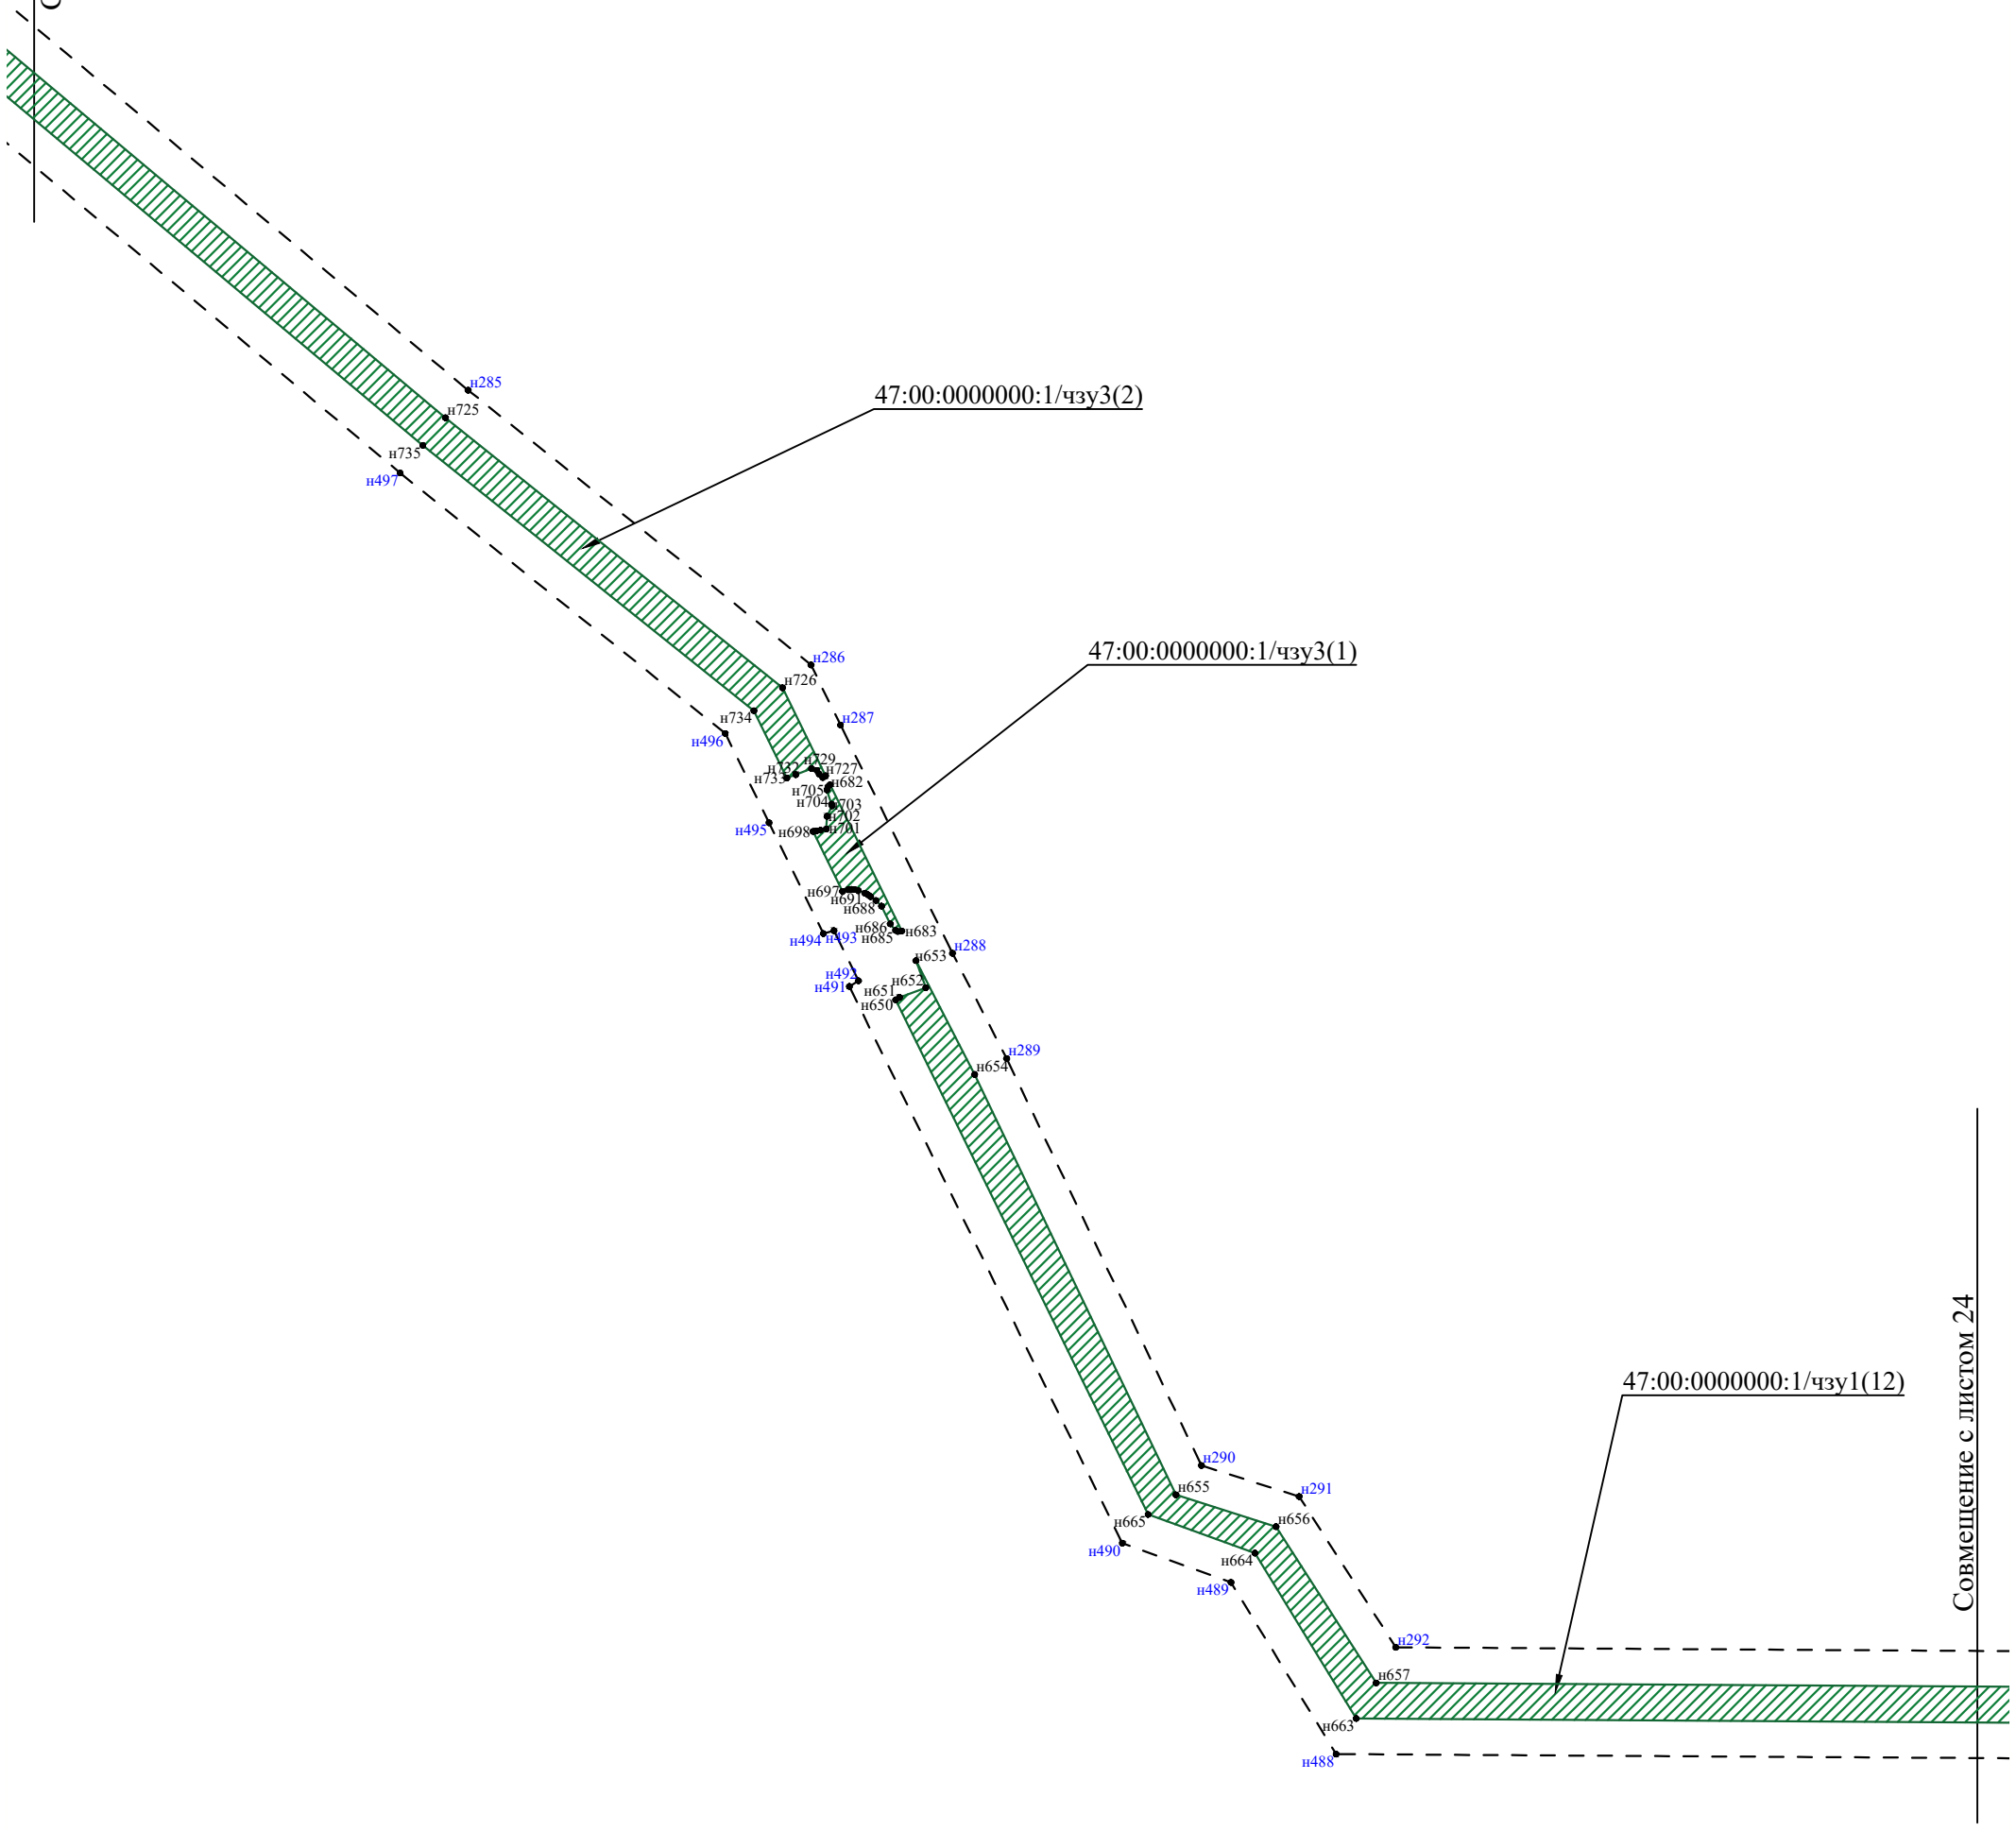 С
н285
47:00:0000000:1/чзу3(2)
н725
н735
н497
47:00:0000000:1/чзу3(1)
н286
н726
н734
н287
н496
н729
н732
н727
н733
н682
н705
н704
н703
н702
н495
н698
н701
н697
н691
н688
н686
н683
н685
н494
н493
н288
н653
н492
н652
н491
н651
н650
н289
н654
Совмещение с листом 24
47:00:0000000:1/чзу1(12)
н290
н655
н291
н665
н656
н490
н664
н489
н292
н657
н663
н488